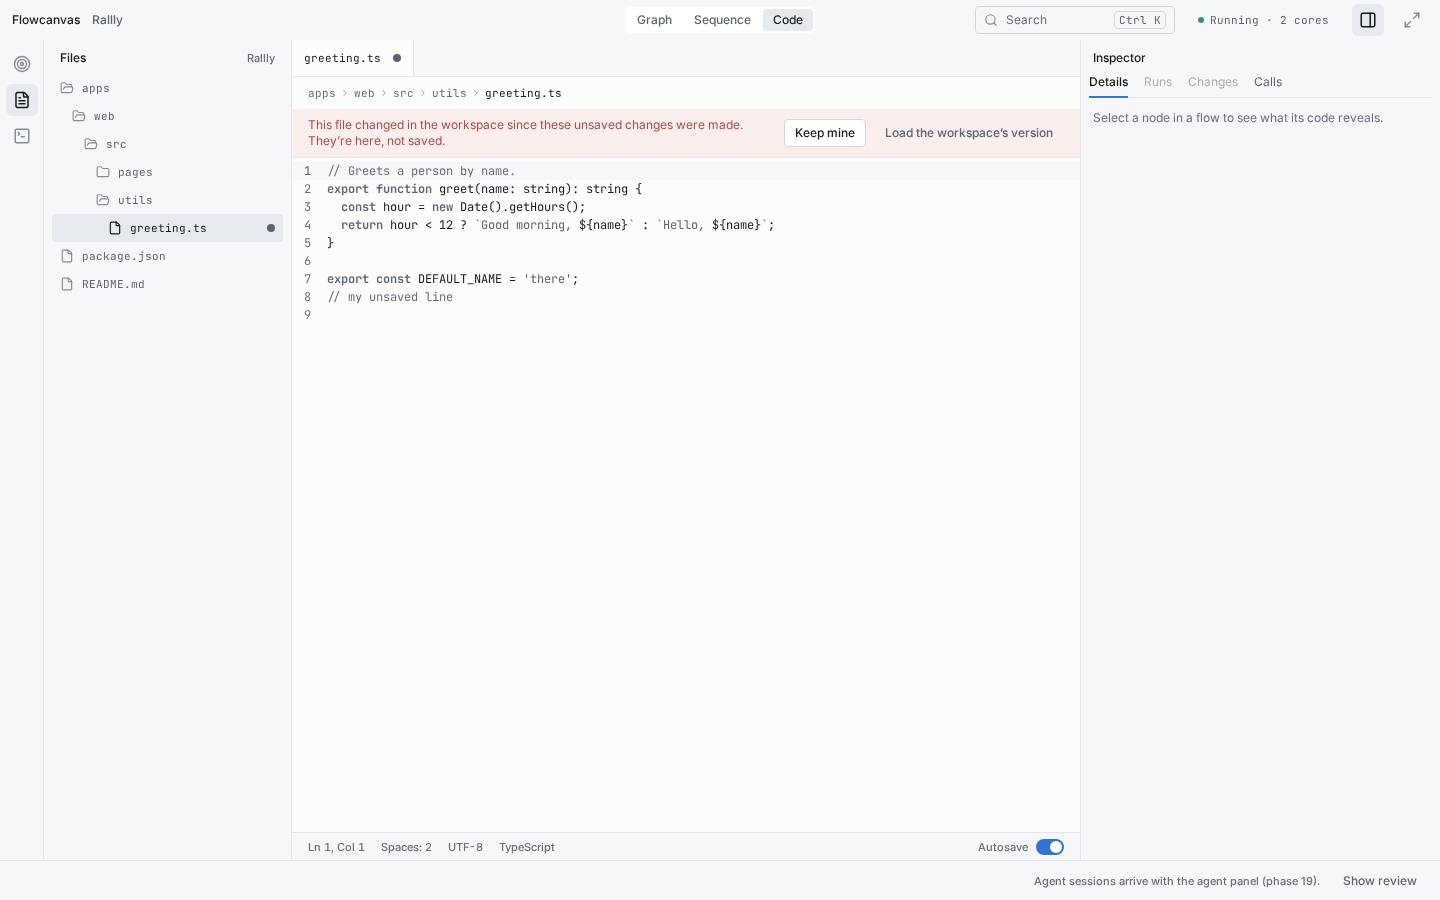 Flowcanvas Rallly
Graph Sequence Code
Search Ctrl K
Running · 2 cores
Files Rallly
apps
web
src
pages
utils
greeting.ts
package.json
README.md
greeting.ts
apps › web › src › utils › greeting.ts
This file changed in the workspace since these unsaved changes were made.
They’re here, not saved.
Keep mine
Load the workspace’s version
1 // Greets a person by name.
2 export function greet(name: string): string {
3   const hour = new Date().getHours();
4   return hour < 12 ? `Good morning, ${name}` : `Hello, ${name}`;
5 }
6
7 export const DEFAULT_NAME = 'there';
8 // my unsaved line
9
Ln 1, Col 1 Spaces: 2 UTF-8 TypeScript
Autosave
Inspector
Details Runs Changes Calls
Select a node in a flow to see what its code reveals.
Agent sessions arrive with the agent panel (phase 19). Show review